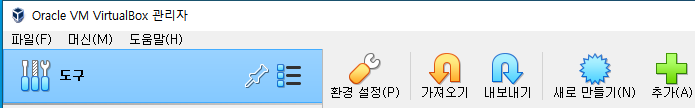 Oracle VM VirtualBox 관리자
파일(F) 머신(M) 도움말(H)
도구
환경 설정(P) 가져오기 내보내기 새로 만들기(N) 추가(A)